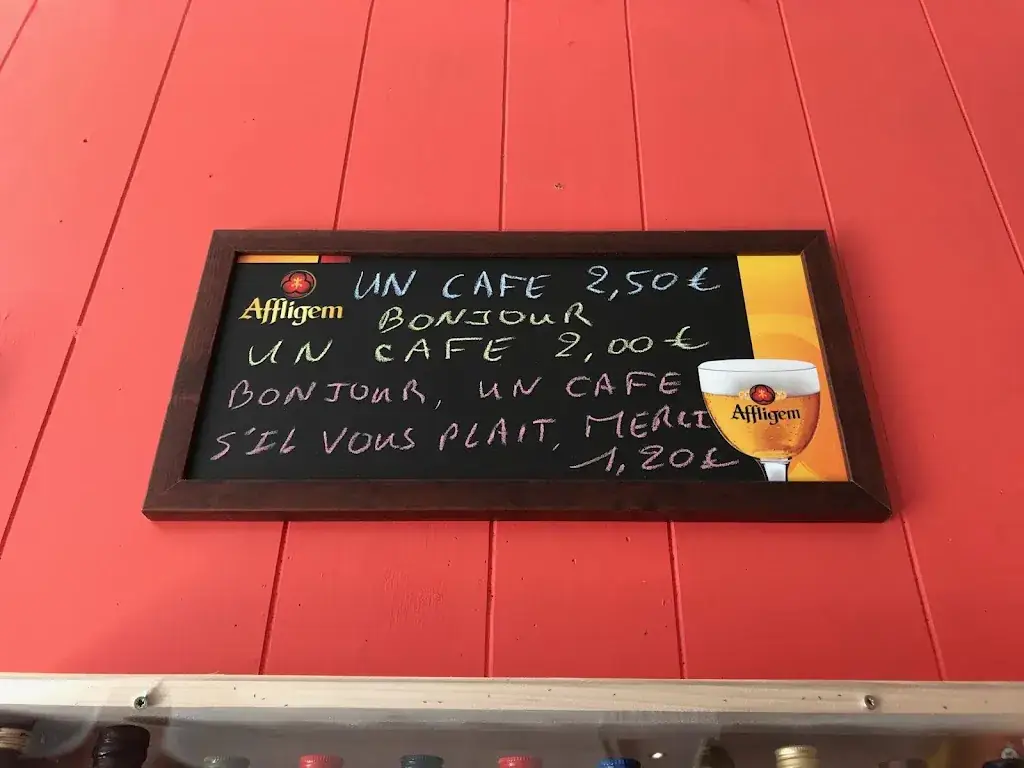 Affligem
UN CAFE 2,50€
BONJOUR
UN CAFE 2,00€
BONJOUR, UN CAFE
S'IL VOUS PLAIT, MERCI
1,20€
Affligem